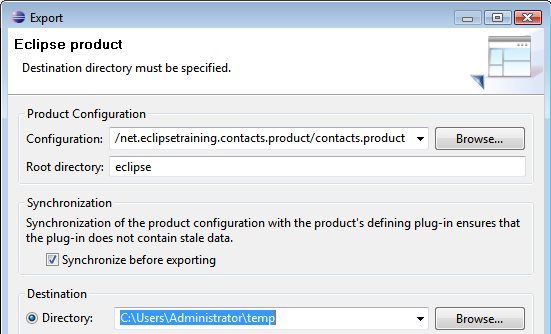 Export
Eclipse product
Destination directory must be specified.
Product Configuration
Configuration: /net.eclipsetraining.contacts.product/contacts.product Browse...
Root directory: eclipse
Synchronization
Synchronization of the product configuration with the product's defining plug-in ensures that
the plug-in does not contain stale data.
Synchronize before exporting
Destination
Directory: C:\Users\Administrator\temp Browse...